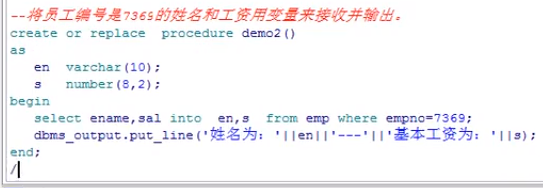 --将员工编号是7369的姓名和工资用变量来接收并输出。
create or replace  procedure demo2()
as
   en  varchar(10);
   s   number(8,2);
begin
   select ename,sal into  en,s  from emp where empno=7369;
   dbms_output.put_line('姓名为: '||en||'---'||'基本工资为: '||s);
end;
/